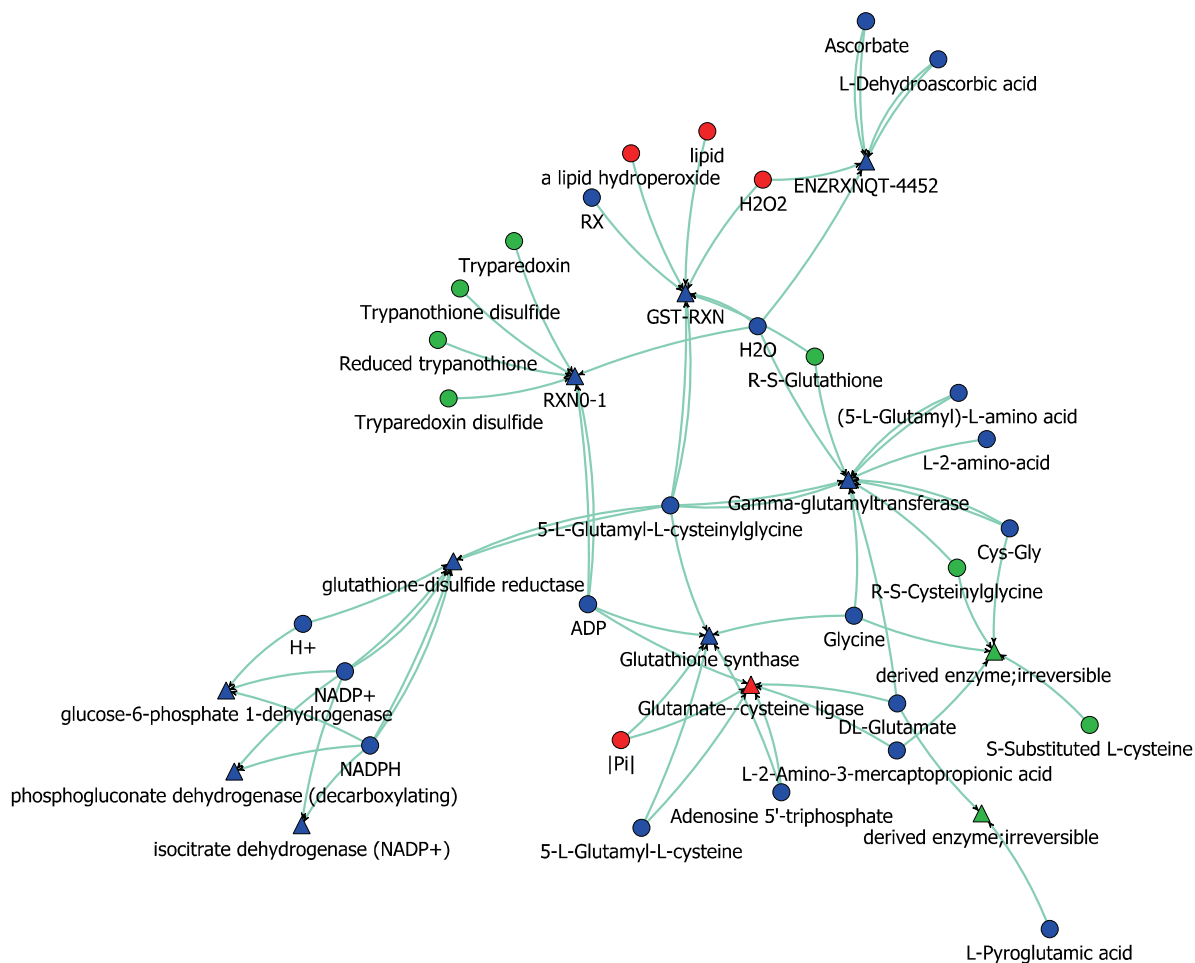 Ascorbate
L-Dehydroascorbic acid
lipid
a lipid hydroperoxide
ENZRXNQT-4452
H2O2
RX
Tryparedoxin
Trypanothione disfulfide
GST-RXN
H2O
Reduced trypanothione
R-S-Glutathione
RXN0-1
(5-L-Glutamyl)-L-amino acid
Tryparedoxin disulfide
L-2-amino-acid
Gamma-glutamyltransferase
5-L-Glutamyl-L-cysteinylglycine
Cys-Gly
glutathione-disulfide reductase
R-S-Cysteinylglycine
ADP
Glycine
H+
Glutathione synthase
derived enzyme;irreversible
NADP+
Glutamate--cysteine ligase
glucose-6-phosphate 1-dehydrogenase
DL-Glutamate
S-Substituted L-cysteine
|Pi|
NADPH
L-2-Amino-3-mercaptopropionic acid
phosphogluconate dehydrogenase (decarboxylating)
Adenosine 5'-triphosphate
derived enzyme;irreversible
isocitrate dehydrogenase (NADP+)
5-L-Glutamyl-L-cysteine
L-Pyroglutamic acid